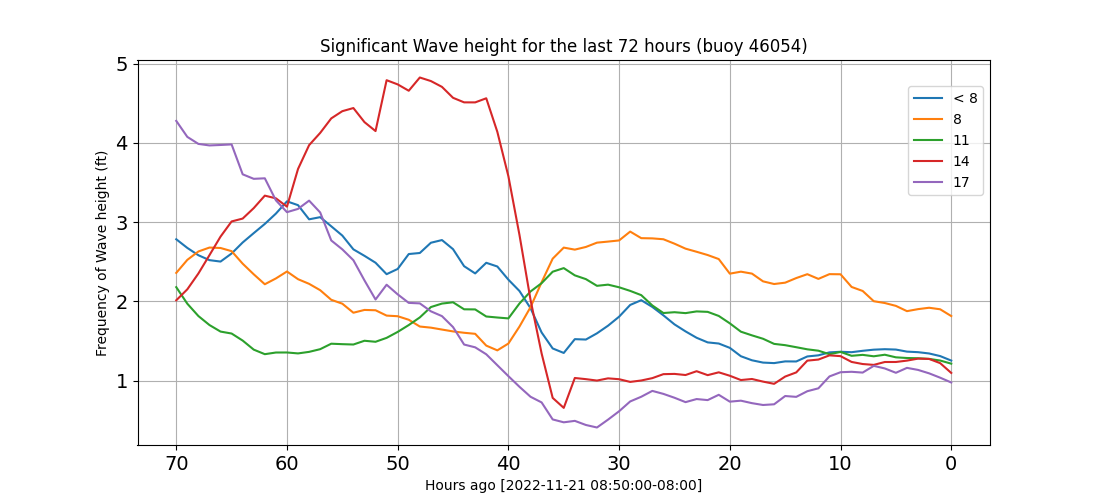 Significant Wave height for the last 72 hours (buoy 46054)
Frequency of Wave height (ft)
5
4
3
2
1
< 8
8
11
14
17
70 60 50 40 30 20 10 0
Hours ago [2022-11-21 08:50:00-08:00]